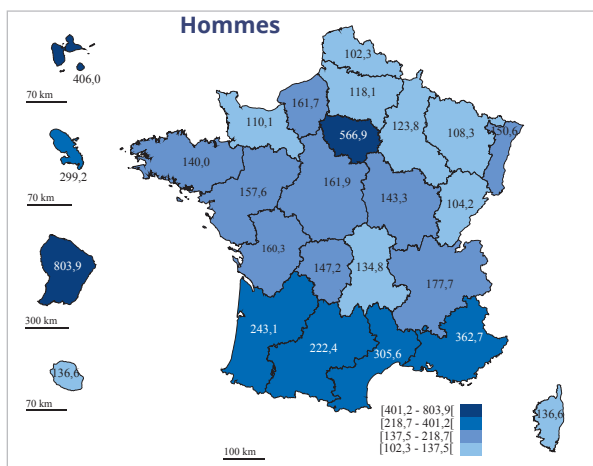 Hommes
406,0
70 km
299,2
70 km
803,9
300 km
136,6
70 km
102,3
118,1
161,7
110,1
566,9
123,8
108,3
150,6
140,0
157,6
161,9
143,3
104,2
160,3
147,2
134,8
177,7
243,1
222,4
305,6
362,7
136,6
[401,2 - 803,9[
[218,7 - 401,2[
[137,5 - 218,7[
[102,3 - 137,5[
100 km